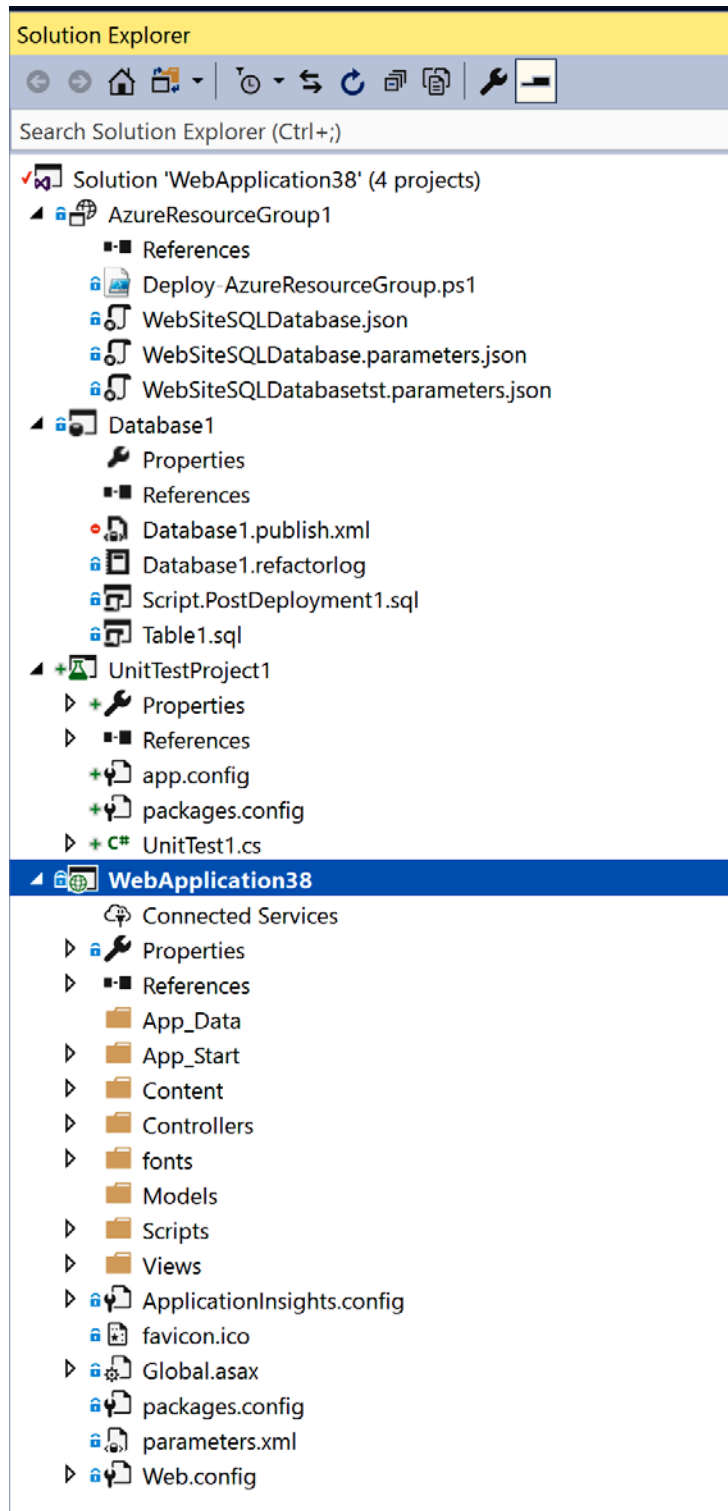 Solution Explorer
Search Solution Explorer (Ctrl+;)
Solution 'WebApplication38' (4 projects)
AzureResourceGroup1
References
Deploy-AzureResourceGroup.ps1
WebSiteSQLDatabase.json
WebSiteSQLDatabase.parameters.json
WebSiteSQLDatabasetst.parameters.json
Database1
Properties
References
Database1.publish.xml
Database1.refactorlog
Script.PostDeployment1.sql
Table1.sql
UnitTestProject1
Properties
References
app.config
packages.config
C# UnitTest1.cs
WebApplication38
Connected Services
Properties
References
App_Data
App_Start
Content
Controllers
fonts
Models
Scripts
Views
ApplicationInsights.config
favicon.ico
Global.asax
packages.config
parameters.xml
Web.config